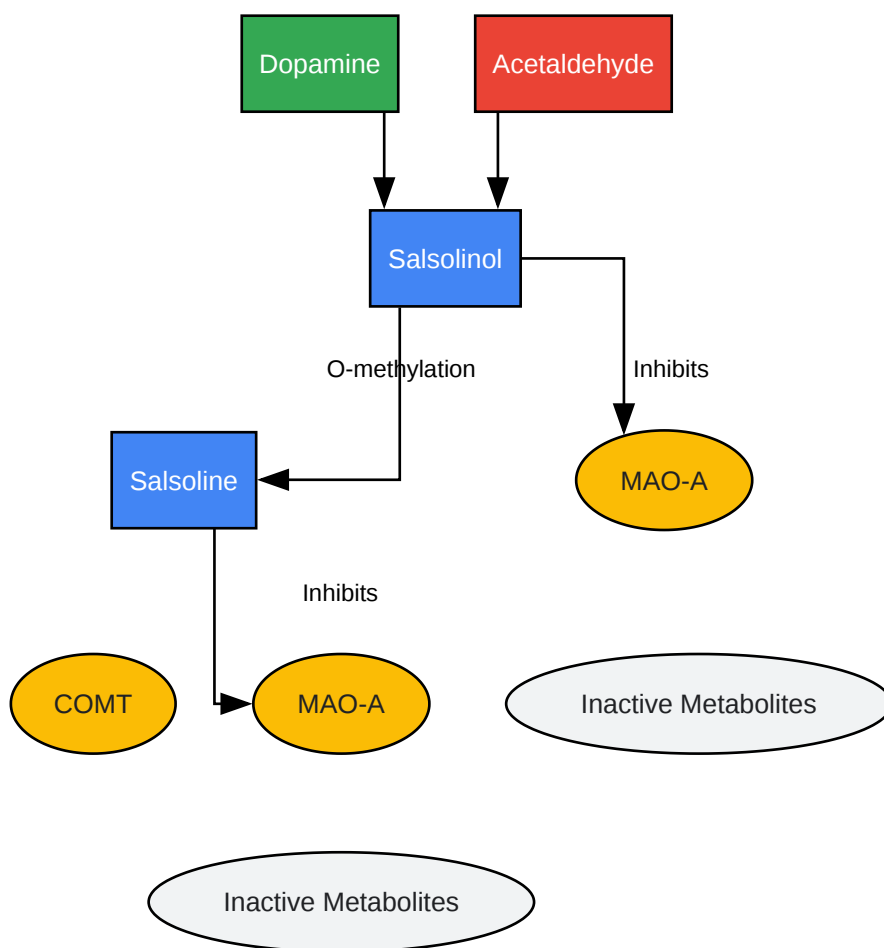 Dopamine
Acetaldehyde
Salsolinol
O-methylation
Inhibits
Salsoline
MAO-A
Inhibits
COMT
MAO-A
Inactive Metabolites
Inactive Metabolites